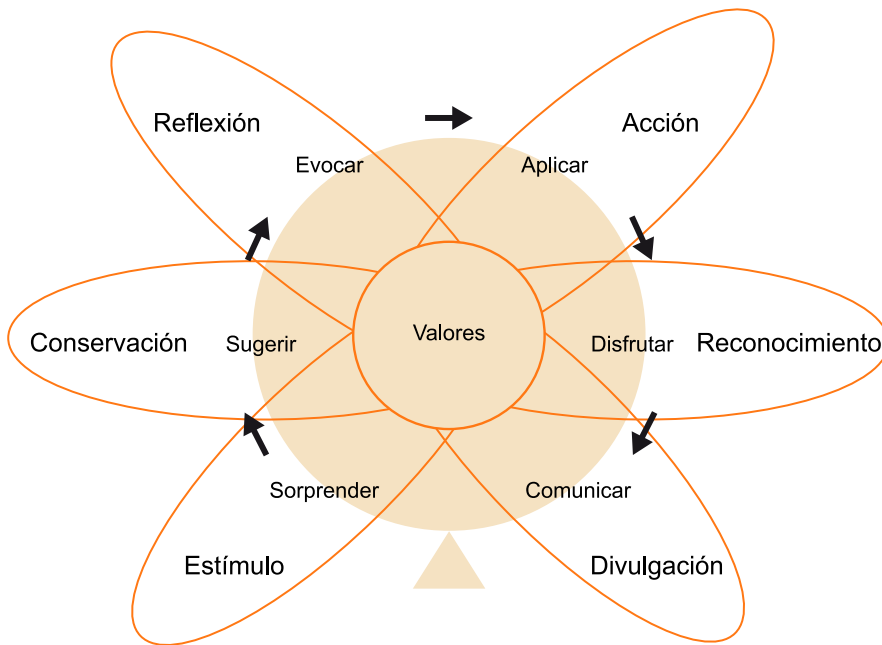 Reflexión
Acción
Evocar
Aplicar
Valores
Conservación
Sugerir
Disfrutar
Reconocimiento
Sorprender
Comunicar
Estímulo
Divulgación